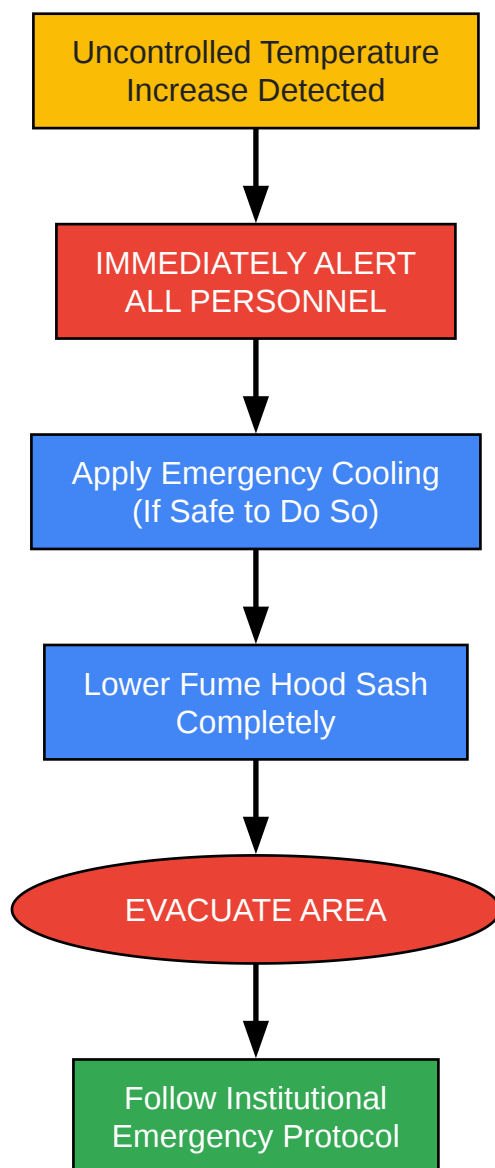 Uncontrolled Temperature
Increase Detected
IMMEDIATELY ALERT
ALL PERSONNEL
Apply Emergency Cooling
(If Safe to Do So)
Lower Fume Hood Sash
Completely
EVACUATE AREA
Follow Institutional
Emergency Protocol